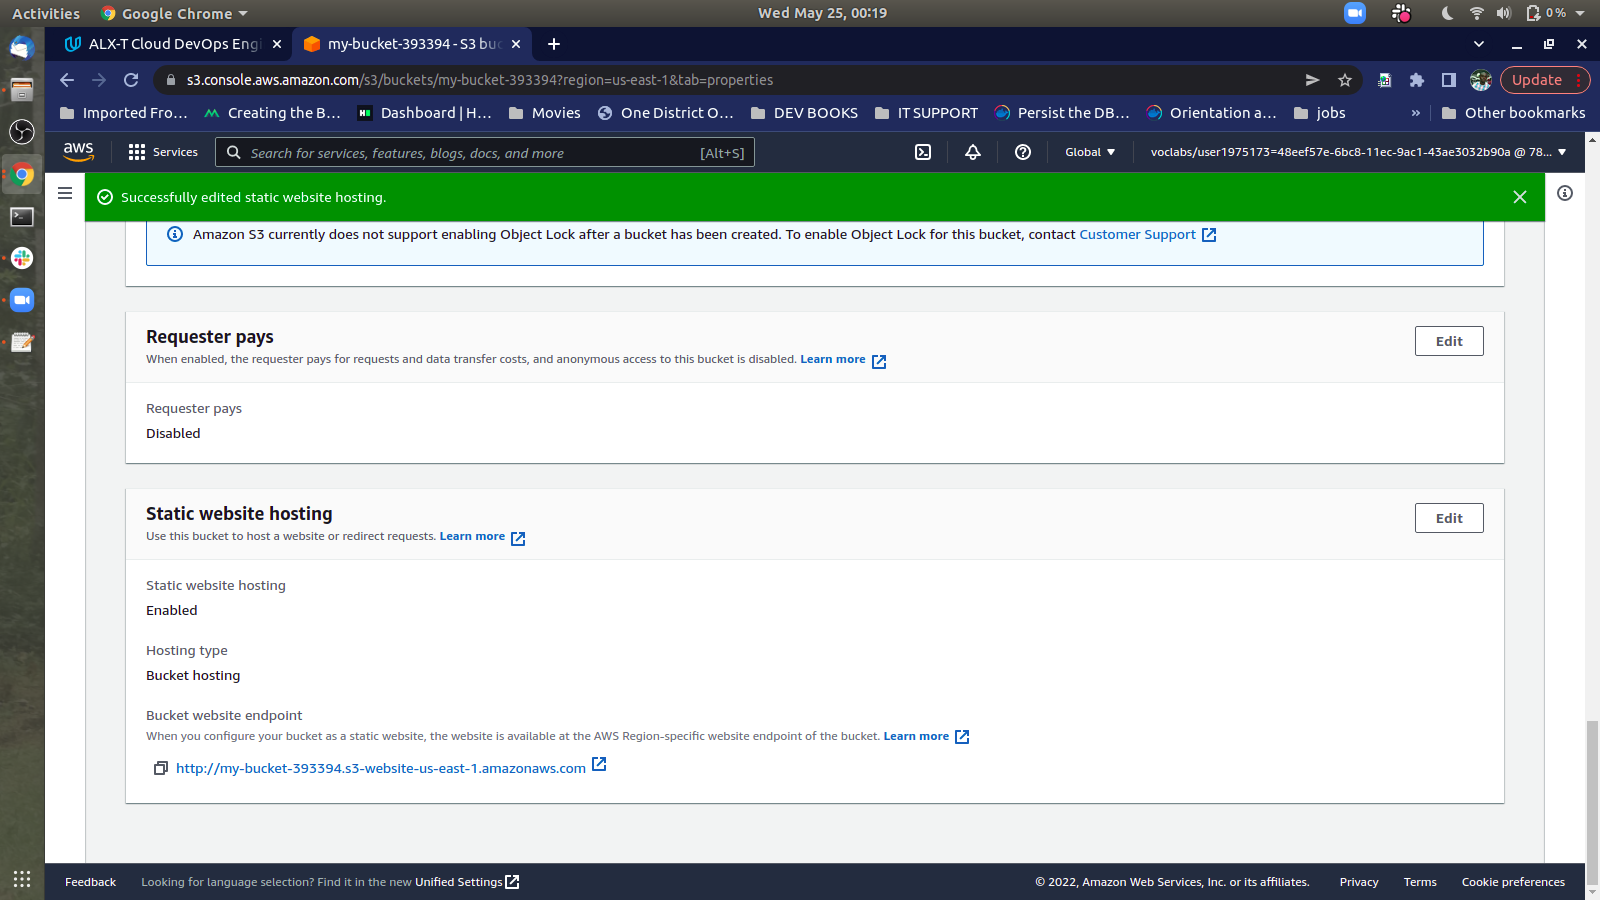 Activities
Google Chrome
Wed May 25, 00:19
0 %
ALX-T Cloud DevOps Engi
my-bucket-393394 - S3 buc
s3.console.aws.amazon.com/s3/buckets/my-bucket-393394?region=us-east-1&tab=properties
Update
Imported Fro...
Creating the B...
Dashboard | H...
Movies
One District O...
DEV BOOKS
IT SUPPORT
Persist the DB...
Orientation a...
jobs
»
Other bookmarks
aws
Services
Search for services, features, blogs, docs, and more
[Alt+S]
Global
voclabs/user1975173=48eef57e-6bc8-11ec-9ac1-43ae3032b90a @ 78...
Successfully edited static website hosting.
Amazon S3 currently does not support enabling Object Lock after a bucket has been created. To enable Object Lock for this bucket, contact Customer Support
Requester pays
Edit
When enabled, the requester pays for requests and data transfer costs, and anonymous access to this bucket is disabled. Learn more
Requester pays
Disabled
Static website hosting
Edit
Use this bucket to host a website or redirect requests. Learn more
Static website hosting
Enabled
Hosting type
Bucket hosting
Bucket website endpoint
When you configure your bucket as a static website, the website is available at the AWS Region-specific website endpoint of the bucket. Learn more
http://my-bucket-393394.s3-website-us-east-1.amazonaws.com
Feedback
Looking for language selection? Find it in the new Unified Settings
© 2022, Amazon Web Services, Inc. or its affiliates.
Privacy
Terms
Cookie preferences